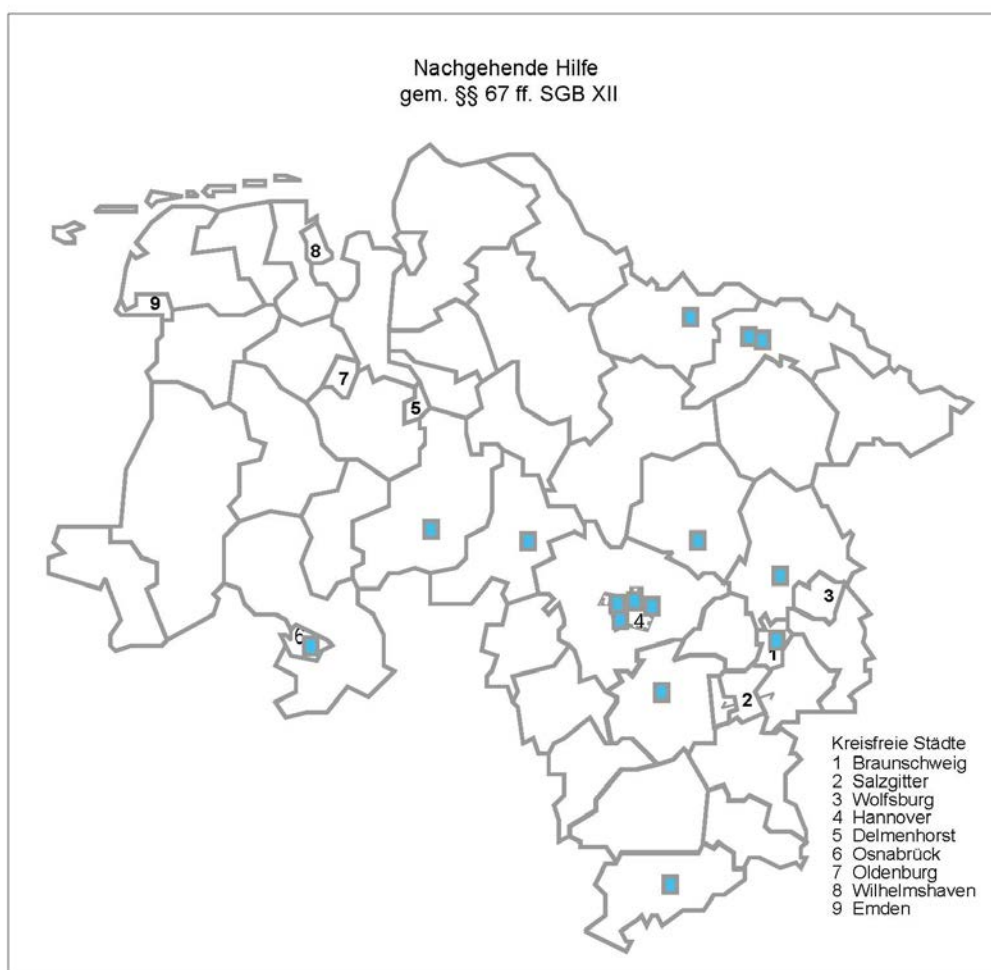 Nachgehende Hilfe
gem. §§ 67 ff. SGB XII
8
9
7
5
3
4
6
1
2
Kreisfreie Städte
1 Braunschweig
2 Salzgitter
3 Wolfsburg
4 Hannover
5 Delmenhorst
6 Osnabrück
7 Oldenburg
8 Wilhelmshaven
9 Emden